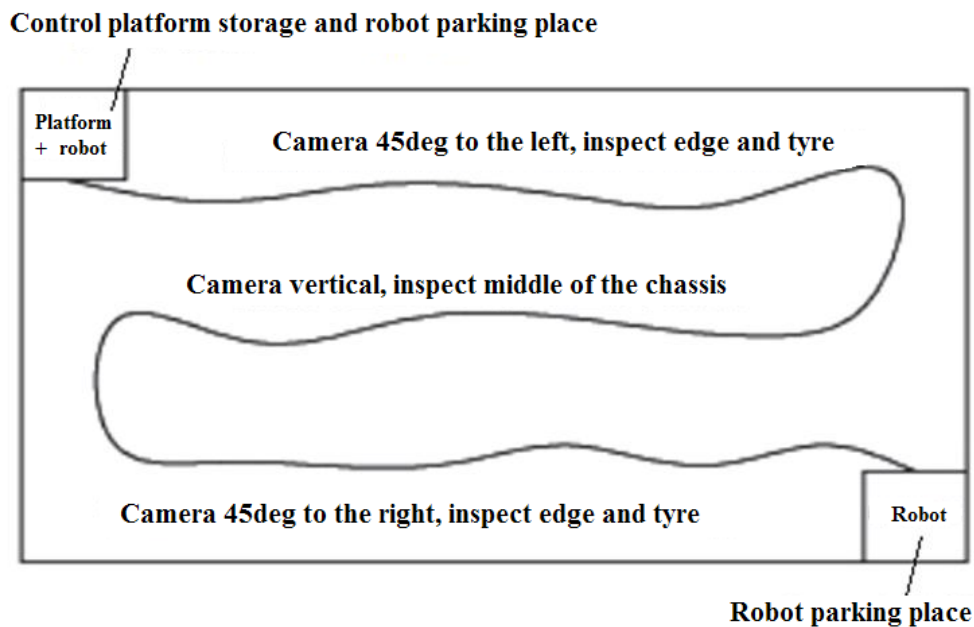 Control platform storage and robot parking place
Platform
+ robot
Camera 45deg to the left, inspect edge and tyre
Camera vertical, inspect middle of the chassis
Camera 45deg to the right, inspect edge and tyre
Robot
Robot parking place